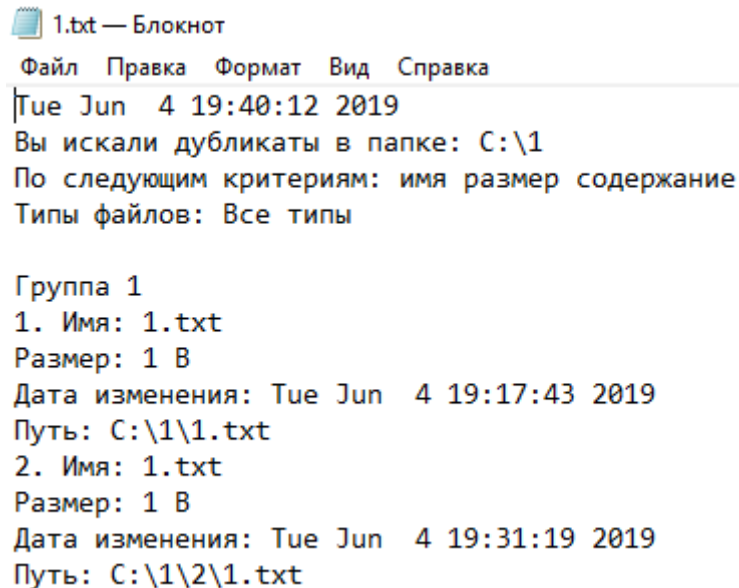 1.txt — Блокнот
Файл Правка Формат Вид Справка
Tue Jun  4 19:40:12 2019
Вы искали дубликаты в папке: C:\1
По следующим критериям: имя размер содержание
Типы файлов: Все типы

Группа 1
1. Имя: 1.txt
Размер: 1 B
Дата изменения: Tue Jun  4 19:17:43 2019
Путь: C:\1\1.txt
2. Имя: 1.txt
Размер: 1 B
Дата изменения: Tue Jun  4 19:31:19 2019
Путь: C:\1\2\1.txt